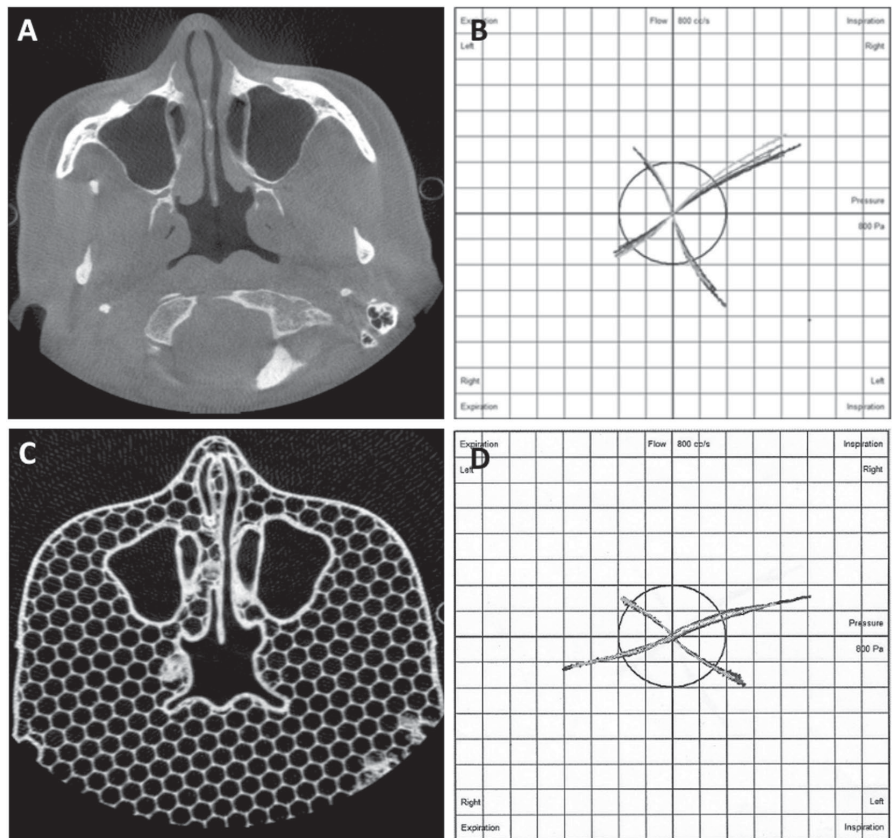 A
B
Expiration Flow 800 cc/s Inspiration
Left Right
Pressure
800 Pa
Right Left
Expiration Inspiration
C
D
Expiration Flow 800 cc/s Inspiration
Left Right
Pressure
800 Pa
Right Left
Expiration Inspiration